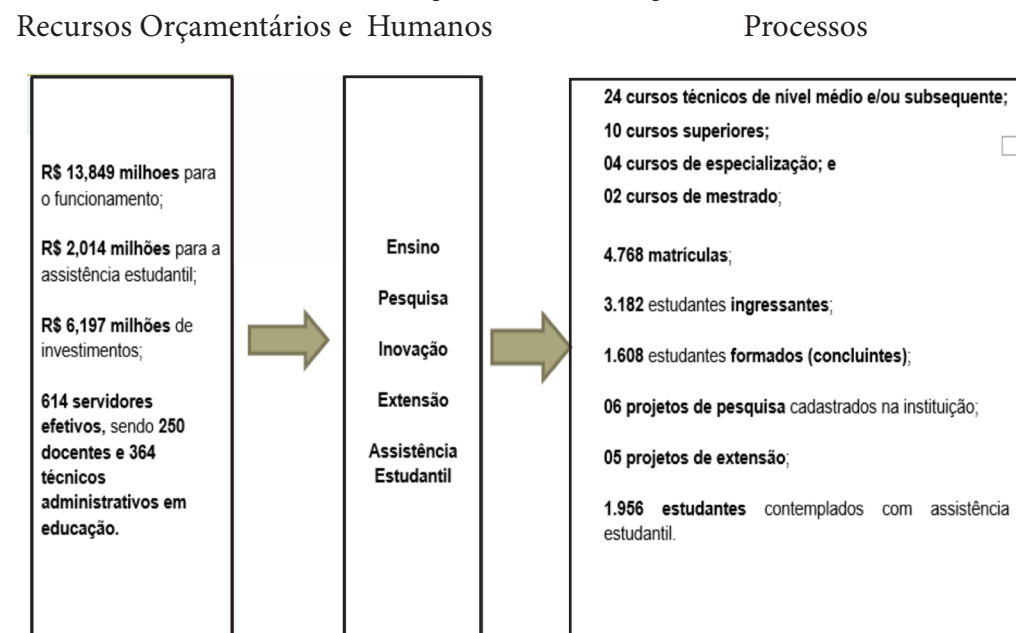 Recursos Orçamentários e Humanos
Processos
R$ 13,849 milhoes para
o funcionamento;
R$ 2,014 milhões para a
assistência estudantil;
R$ 6,197 milhões de
investimentos;
614 servidores
efetivos, sendo 250
docentes e 364
técnicos
administrativos em
educação.
Ensino
Pesquisa
Inovação
Extensão
Assistência
Estudantil
24 cursos técnicos de nível médio e/ou subsequente;
10 cursos superiores;
04 cursos de especialização; e
02 cursos de mestrado;
4.768 matrículas;
3.182 estudantes ingressantes;
1.608 estudantes formados (concluintes);
06 projetos de pesquisa cadastrados na instituição;
05 projetos de extensão;
1.956 estudantes contemplados com assistência
estudantil.